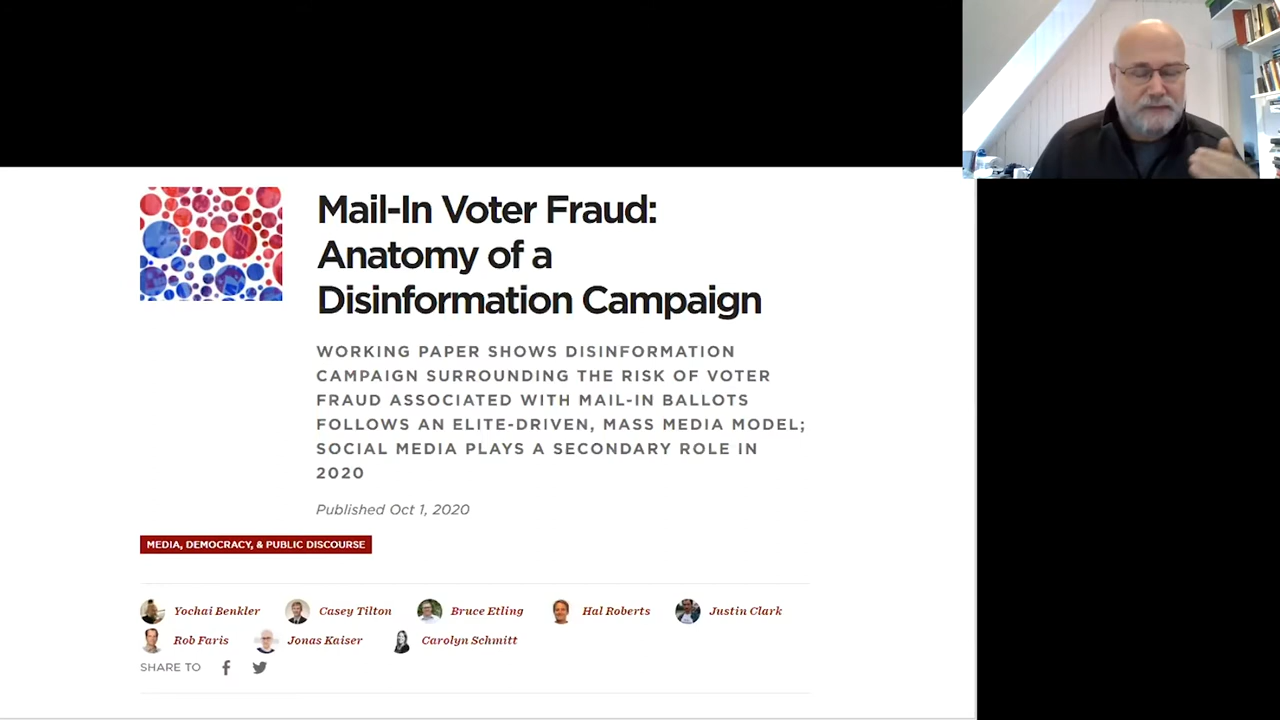 Mail-In Voter Fraud:
Anatomy of a
Disinformation Campaign
WORKING PAPER SHOWS DISINFORMATION
CAMPAIGN SURROUNDING THE RISK OF VOTER
FRAUD ASSOCIATED WITH MAIL-IN BALLOTS
FOLLOWS AN ELITE-DRIVEN, MASS MEDIA MODEL;
SOCIAL MEDIA PLAYS A SECONDARY ROLE IN
2020
Published Oct 1, 2020
MEDIA, DEMOCRACY, & PUBLIC DISCOURSE
Yochai Benkler Casey Tilton Bruce Etling Hal Roberts Justin Clark
Rob Faris Jonas Kaiser Carolyn Schmitt
SHARE TO